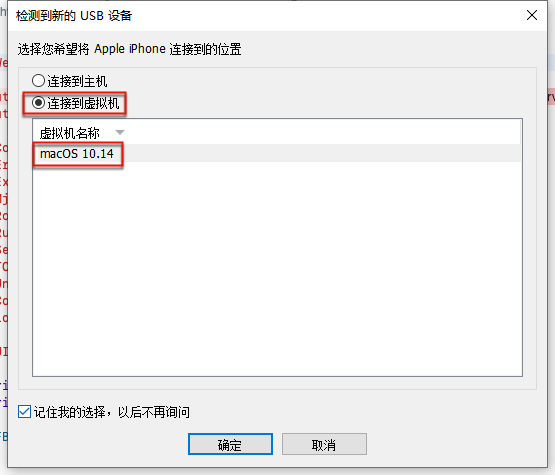 检测到新的 USB 设备
选择您希望将 Apple iPhone 连接到的位置
连接到主机
连接到虚拟机
虚拟机名称
macOS 10.14
记住我的选择，以后不再询问
确定
取消